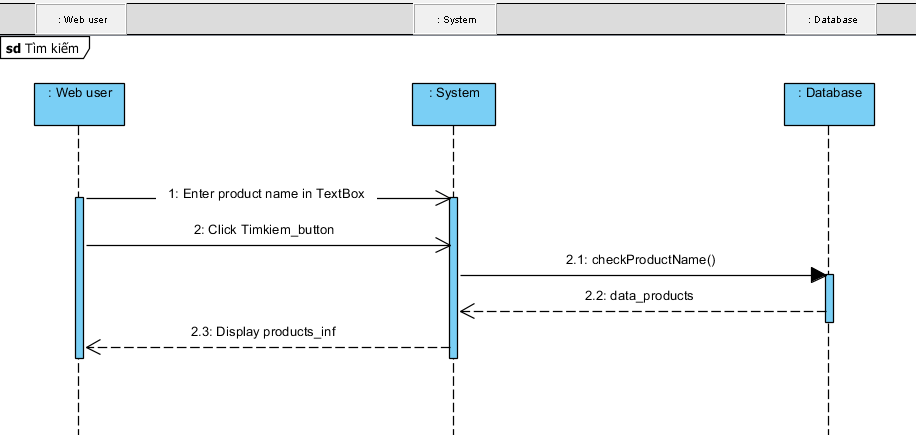 : Web user
: System
: Database
sd Tìm kiếm
: Web user
: System
: Database
1: Enter product name in TextBox
2: Click Timkiem_button
2.1: checkProductName()
2.2: data_products
2.3: Display products_inf